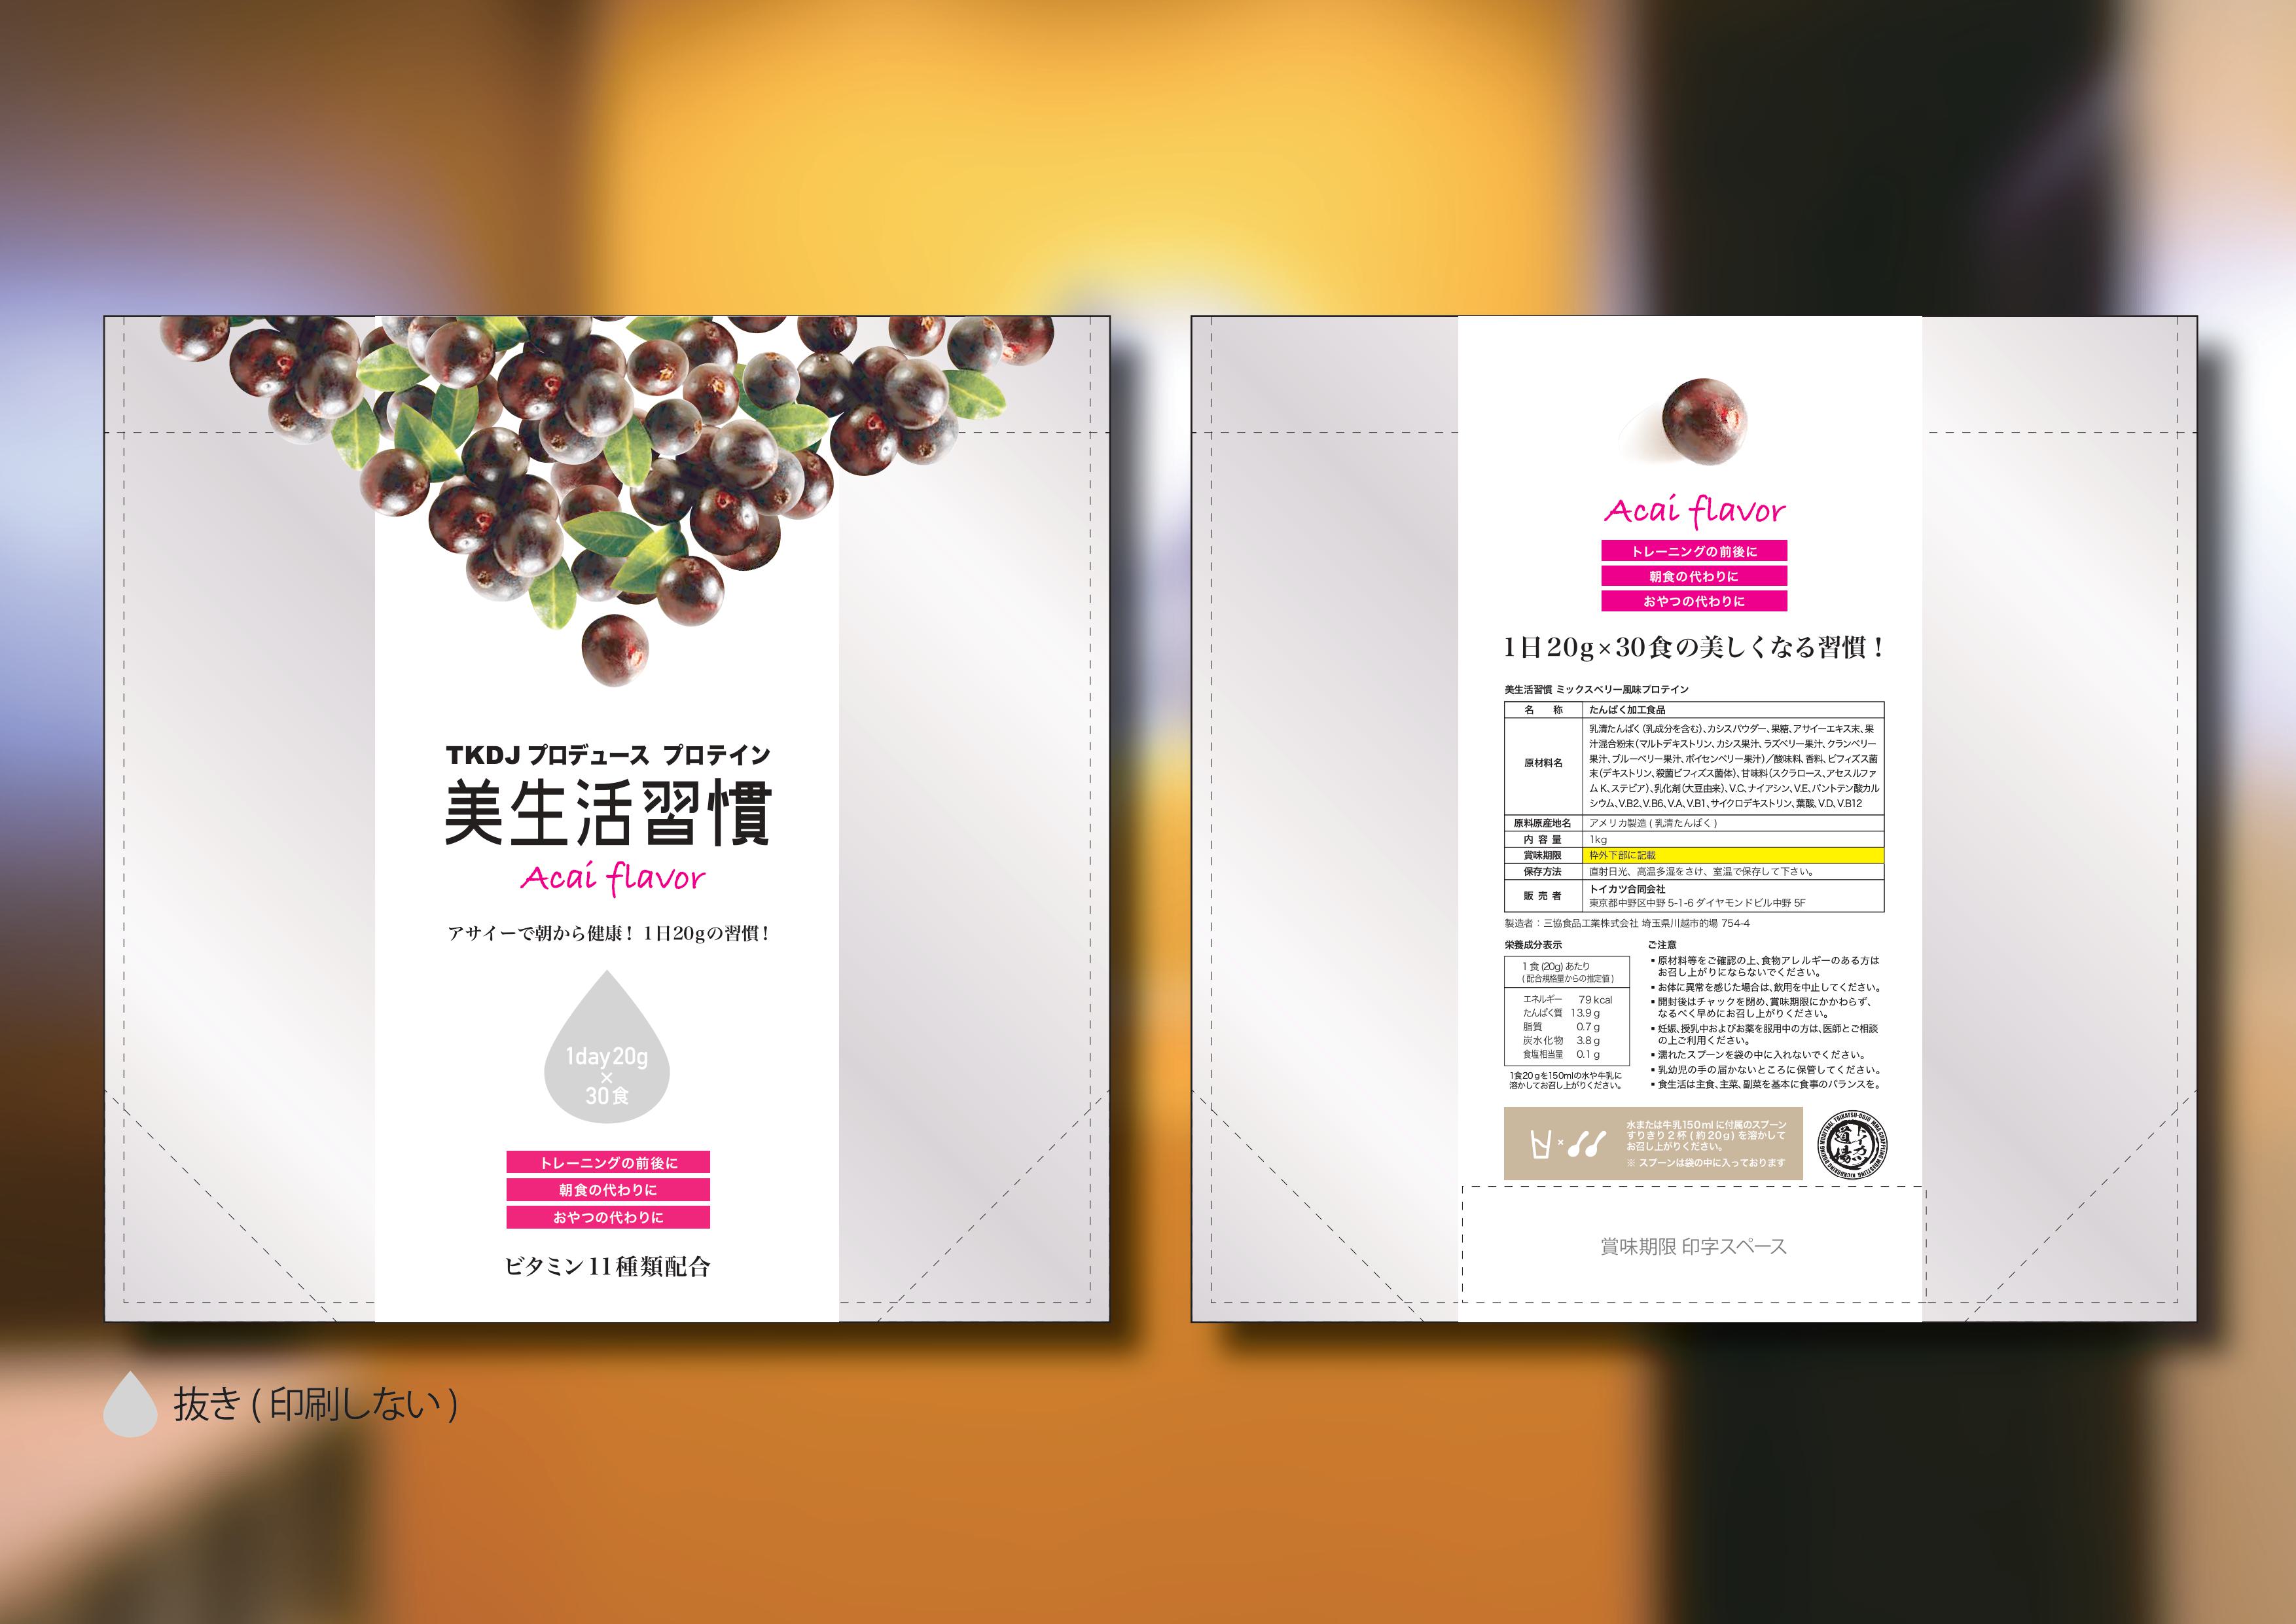 TKDJ プロデュース プロテイン
美生活習慣
Acai flavor
アサイーで朝から健康！ 1日20gの習慣！
1day20g
×
30食
トレーニングの前後に
朝食の代わりに
おやつの代わりに
ビタミン11種類配合
抜き ( 印刷しない )
Acai flavor
トレーニングの前後に
朝食の代わりに
おやつの代わりに
1日20g×30食の美しくなる習慣！
美生活習慣 ミックスベリー風味プロテイン
名 称 たんぱく加工食品
原材料名
乳清たんぱく（乳成分を含む）、カシスパウダー、果糖、アサイーエキス末、果
汁混合粉末（マルトデキストリン、カシス果汁、ラズベリー果汁、クランベリー
果汁、ブルーベリー果汁、ボイセンベリー果汁）／酸味料、香料、ビフィズス菌
末（デキストリン、殺菌ビフィズス菌体）、甘味料（スクラロース、アセスルファ
ムK、ステビア）、乳化剤（大豆由来）、V.C、ナイアシン、V.E、パントテン酸カル
シウム、V.B2、V.B6、V.A、V.B1、サイクロデキストリン、葉酸、V.D、V.B12
原料原産地名 アメリカ製造 ( 乳清たんぱく )
内 容 量 1kg
賞味期限 枠外下部に記載
保存方法 直射日光、高温多湿をさけ、室温で保存して下さい。
販 売 者
トイカツ合同会社
東京都中野区中野 5-1-6 ダイヤモンドビル中野 5F
製造者：三協食品工業株式会社 埼玉県川越市的場 754-4
栄養成分表示
1 食 (20g) あたり
( 配合規格量からの推定値 )
エネルギー 79 kcal
たんぱく質 13.9 g
脂質 0.7 g
炭水化物 3.8 g
食塩相当量 0.1 g
1食20gを150mlの水や牛乳に
溶かしてお召し上がりください。
ご注意
▪ 原材料等をご確認の上、食物アレルギーのある方は
お召し上がりにならないでください。
▪ お体に異常を感じた場合は、飲用を中止してください。
▪ 開封後はチャックを閉め、賞味期限にかかわらず、
なるべく早めにお召し上がりください。
▪ 妊娠、授乳中およびお薬を服用中の方は、医師とご相談
の上ご利用ください。
▪ 濡れたスプーンを袋の中に入れないでください。
▪ 乳幼児の手の届かないところに保管してください。
▪ 食生活は主食、主菜、副菜を基本に食事のバランスを。
×
水または牛乳150mlに付属のスプーン
すりきり2杯（約20g）を溶かして
お召し上がりください。
※ スプーンは袋の中に入っております
賞味期限 印字スペース